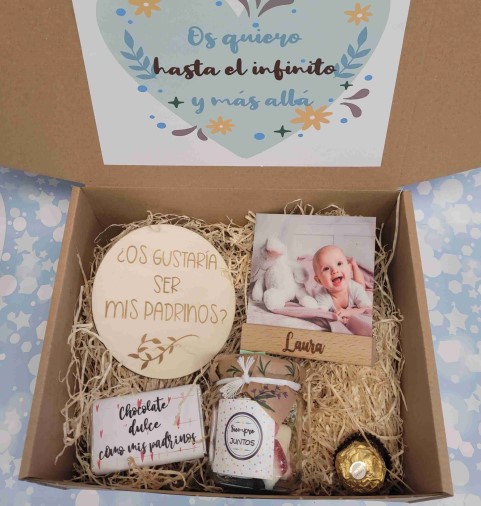 Os quiero
hasta el infinito
y más allá
¿OS GUSTARÍA
SER
MIS PADRINOS?
Laura
Chocolate
dulce
como mis padrinos
Siempre
JUNTOS